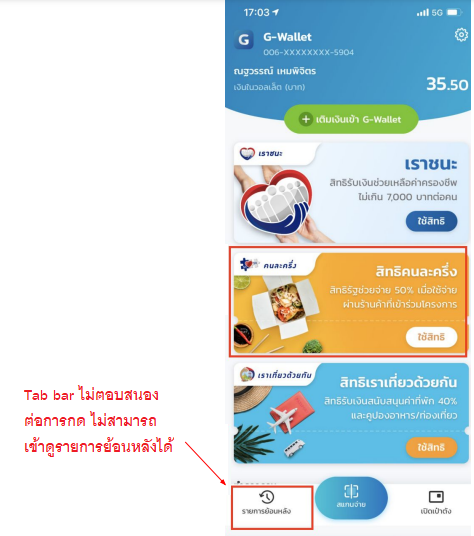 17:03
5G
G
G-Wallet
006-XXXXXXXX-5904
ณฐวรรณ์ เหมพิจิตร
เงินในวอลเล็ต (บาท)
35.50
+ เติมเงินเข้า G-Wallet
เราชนะ
เราชนะ
สิทธิรับเงินช่วยเหลือค่าครองชีพ
ไม่เกิน 7,000 บาทต่อคน
ใช้สิทธิ
คนละครึ่ง
สิทธิคนละครึ่ง
สิทธิรัฐช่วยจ่าย 50% เมื่อใช้จ่าย
ผ่านร้านค้าที่เข้าร่วมโครงการ
ใช้สิทธิ
เราเที่ยวด้วยกัน
สิทธิเราเที่ยวด้วยกัน
สิทธิรับเงินสนับสนุนค่าที่พัก 40%
และคูปองอาหาร/ท่องเที่ยว
ใช้สิทธิ
Tab bar ไม่ตอบสนอง
ต่อการกด ไม่สามารถ
เข้าดูรายการย้อนหลังได้
รายการย้อนหลัง
สแกนจ่าย
เปิดเป๋าตัง